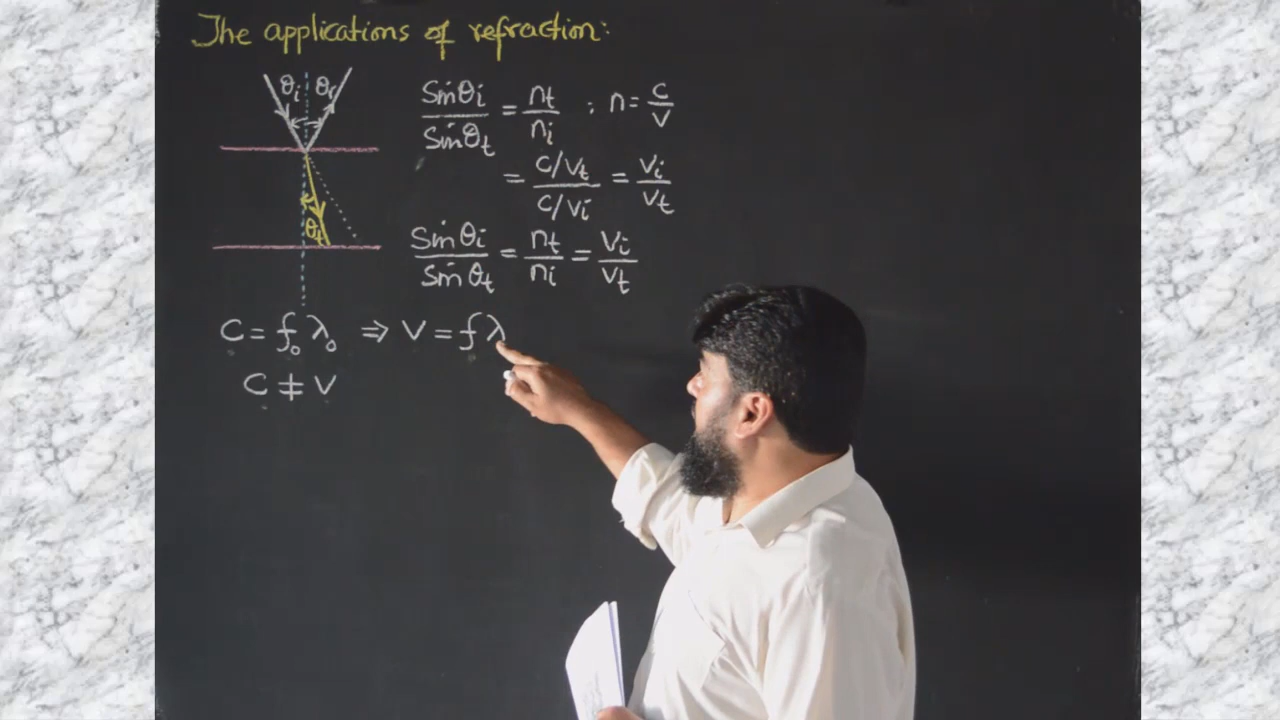 The applications of refraction:
θi θr
θt
Sinθi / Sinθt = nt / ni ; n = c / v
= c/vt / c/vi = vi / vt
Sinθi / Sinθt = nt / ni = vi / vt
C = f₀ λ₀ ⇒ V = f λ
C ≠ V